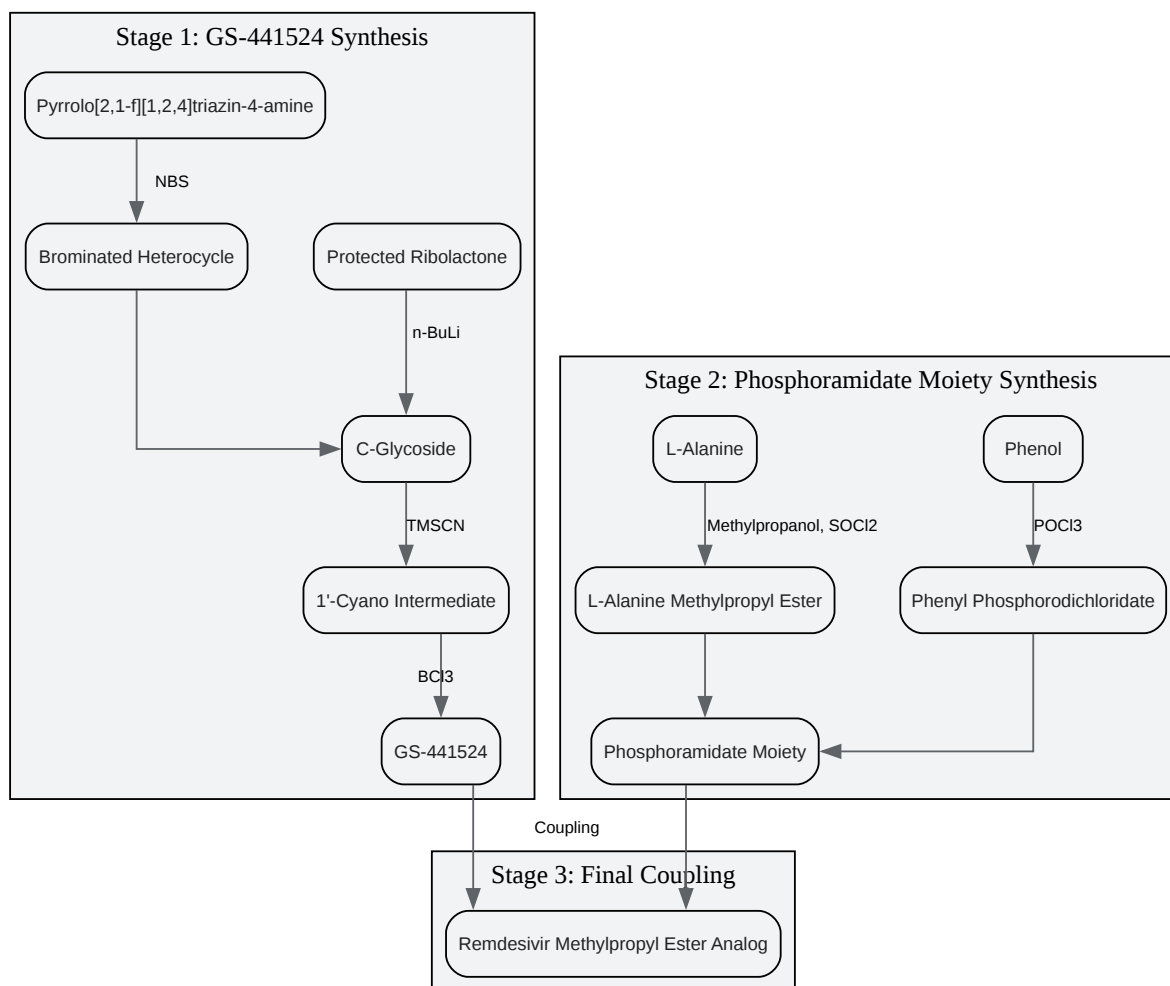 Stage 1: GS-441524 Synthesis
Pyrrolo[2,1-f][1,2,4]triazin-4-amine
NBS
Brominated Heterocycle
Protected Ribolactone
n-BuLi
C-Glycoside
TMSCN
1'-Cyano Intermediate
BCl3
GS-441524
Stage 2: Phosphoramidate Moiety Synthesis
L-Alanine
Phenol
Methylpropanol, SOCl2
POCl3
L-Alanine Methylpropyl Ester
Phenyl Phosphorodichloridate
Phosphoramidate Moiety
Coupling
Stage 3: Final Coupling
Remdesivir Methylpropyl Ester Analog